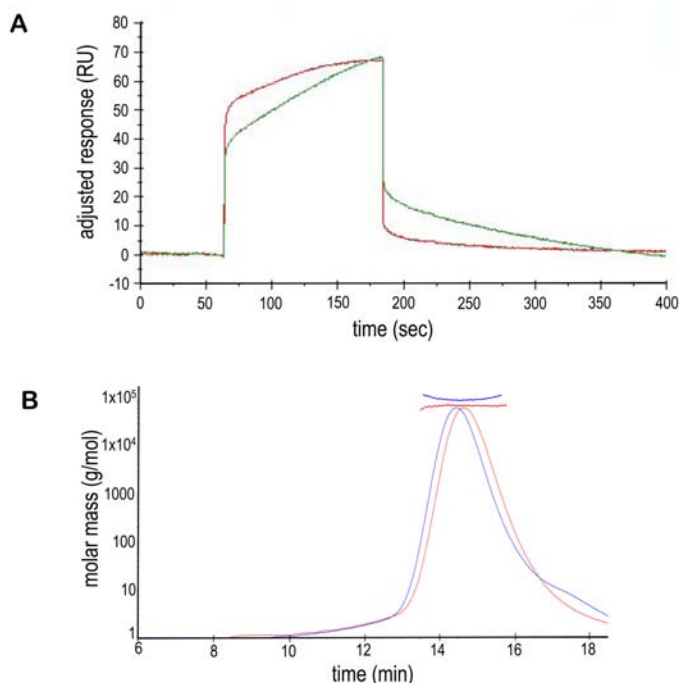 A
adjusted response (RU)
80
70
60
50
40
30
20
10
0
-10
0 50 100 150 200 250 300 350 400
time (sec)
B
molar mass (g/mol)
1x10⁵
1x10⁴
1000
100
10
1
6 8 10 12 14 16 18
time (min)